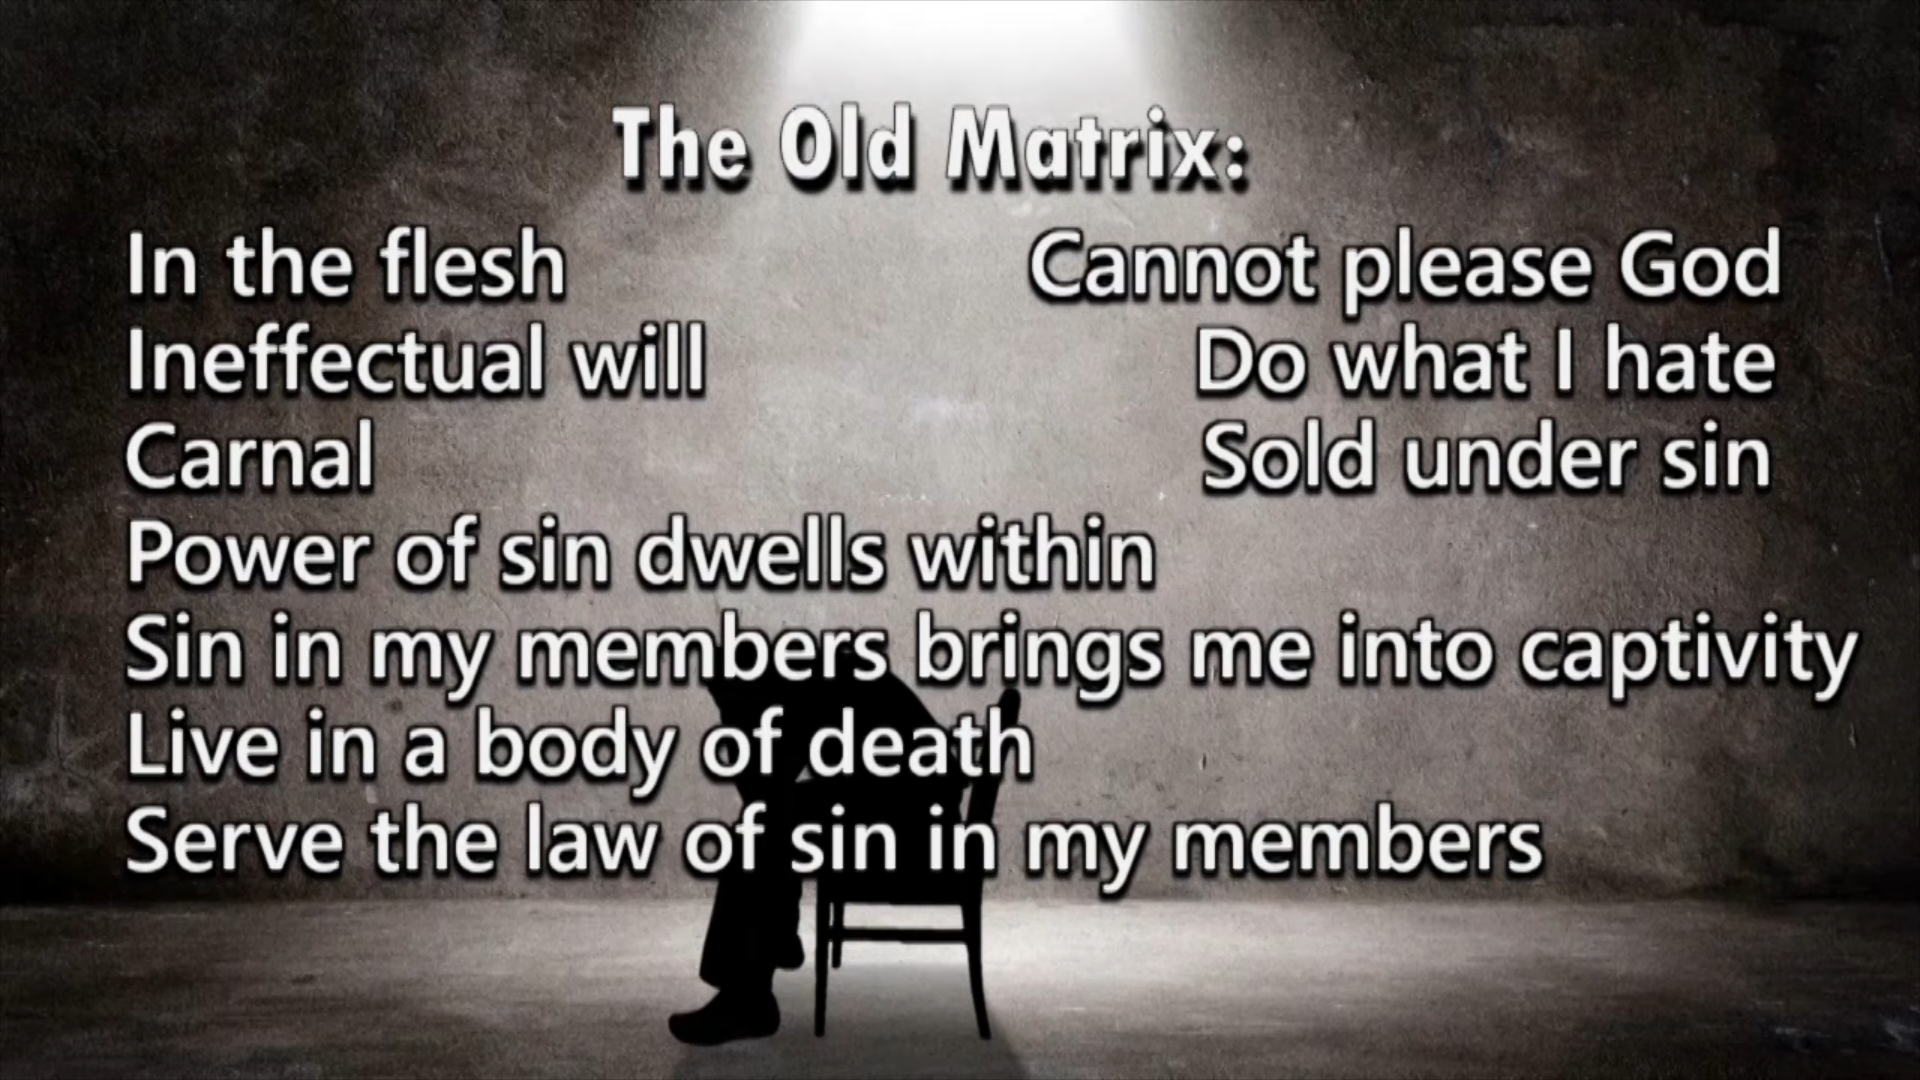 The Old Matrix:
In the flesh Cannot please God
Ineffectual will Do what I hate
Carnal Sold under sin
Power of sin dwells within
Sin in my members brings me into captivity
Live in a body of death
Serve the law of sin in my members